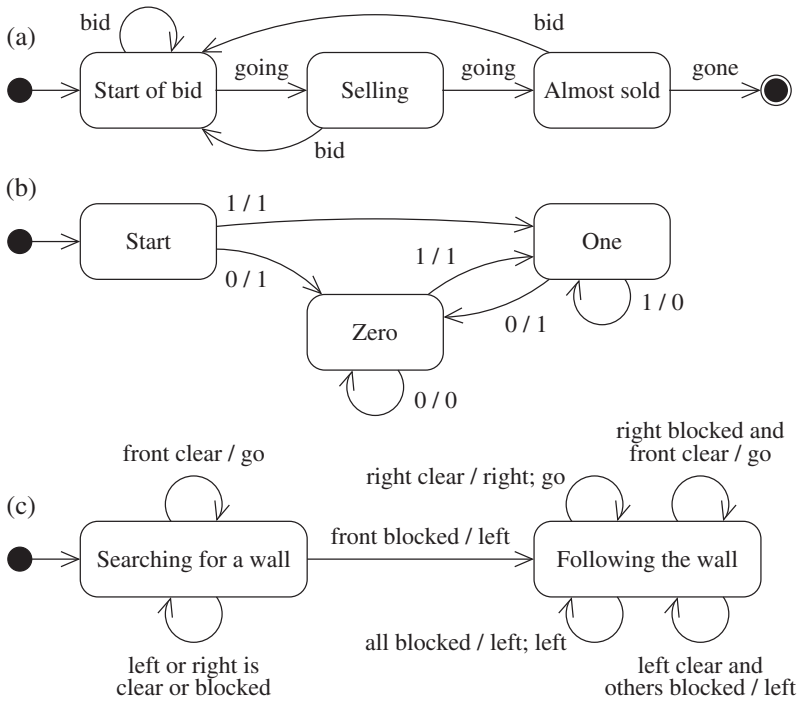 (a)
bid
bid
Start of bid
going
Selling
going
Almost sold
gone
bid
(b)
1 / 1
Start
One
0 / 1
1 / 1
0 / 1
1 / 0
Zero
0 / 0
(c)
front clear / go
right clear / right; go
right blocked and
front clear / go
Searching for a wall
front blocked / left
Following the wall
left or right is
clear or blocked
all blocked / left; left
left clear and
others blocked / left